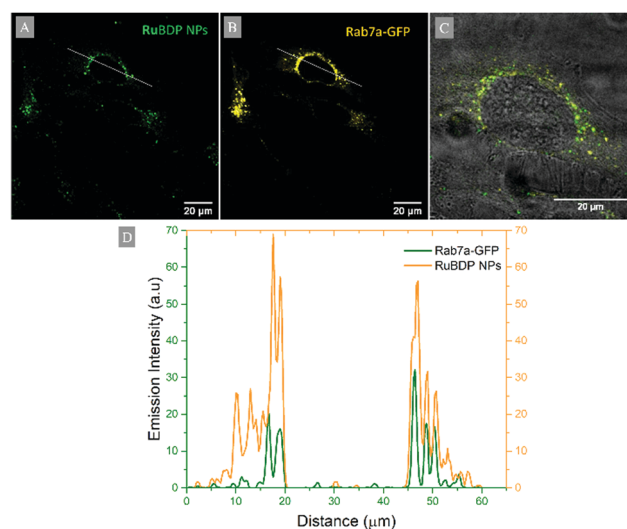 A
RuBDP NPs
20 μm
B
Rab7a-GFP
20 μm
C
20 μm
D
Rab7a-GFP
RuBDP NPs
Emission Intensity (a.u)
70
60
50
40
30
20
10
0
70
60
50
40
30
20
10
0
0 10 20 30 40 50 60
Distance (μm)